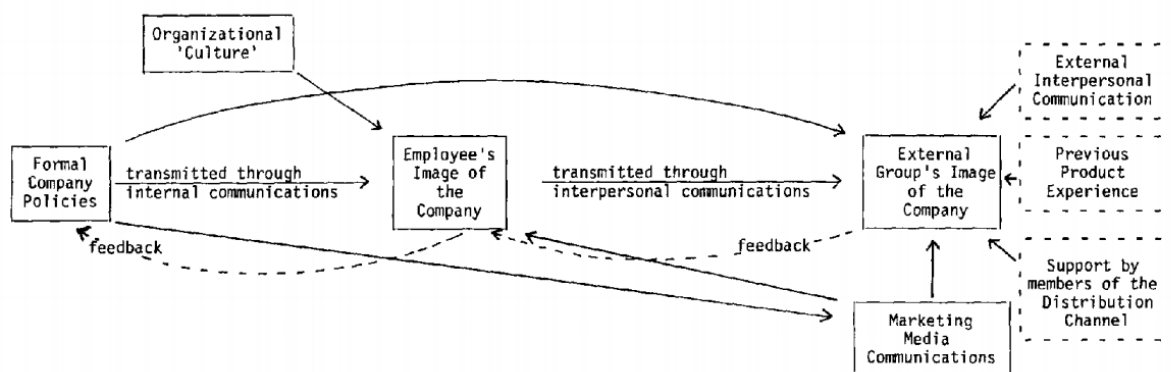 Organizational
'Culture'
External
Interpersonal
Communication
Formal
Company
Policies
transmitted through
internal communications
Employee's
Image of
the
Company
transmitted through
interpersonal communications
External
Group's Image
of the
Company
Previous
Product
Experience
feedback
feedback
Support by
members of the
Distribution
Channel
Marketing
Media
Communications